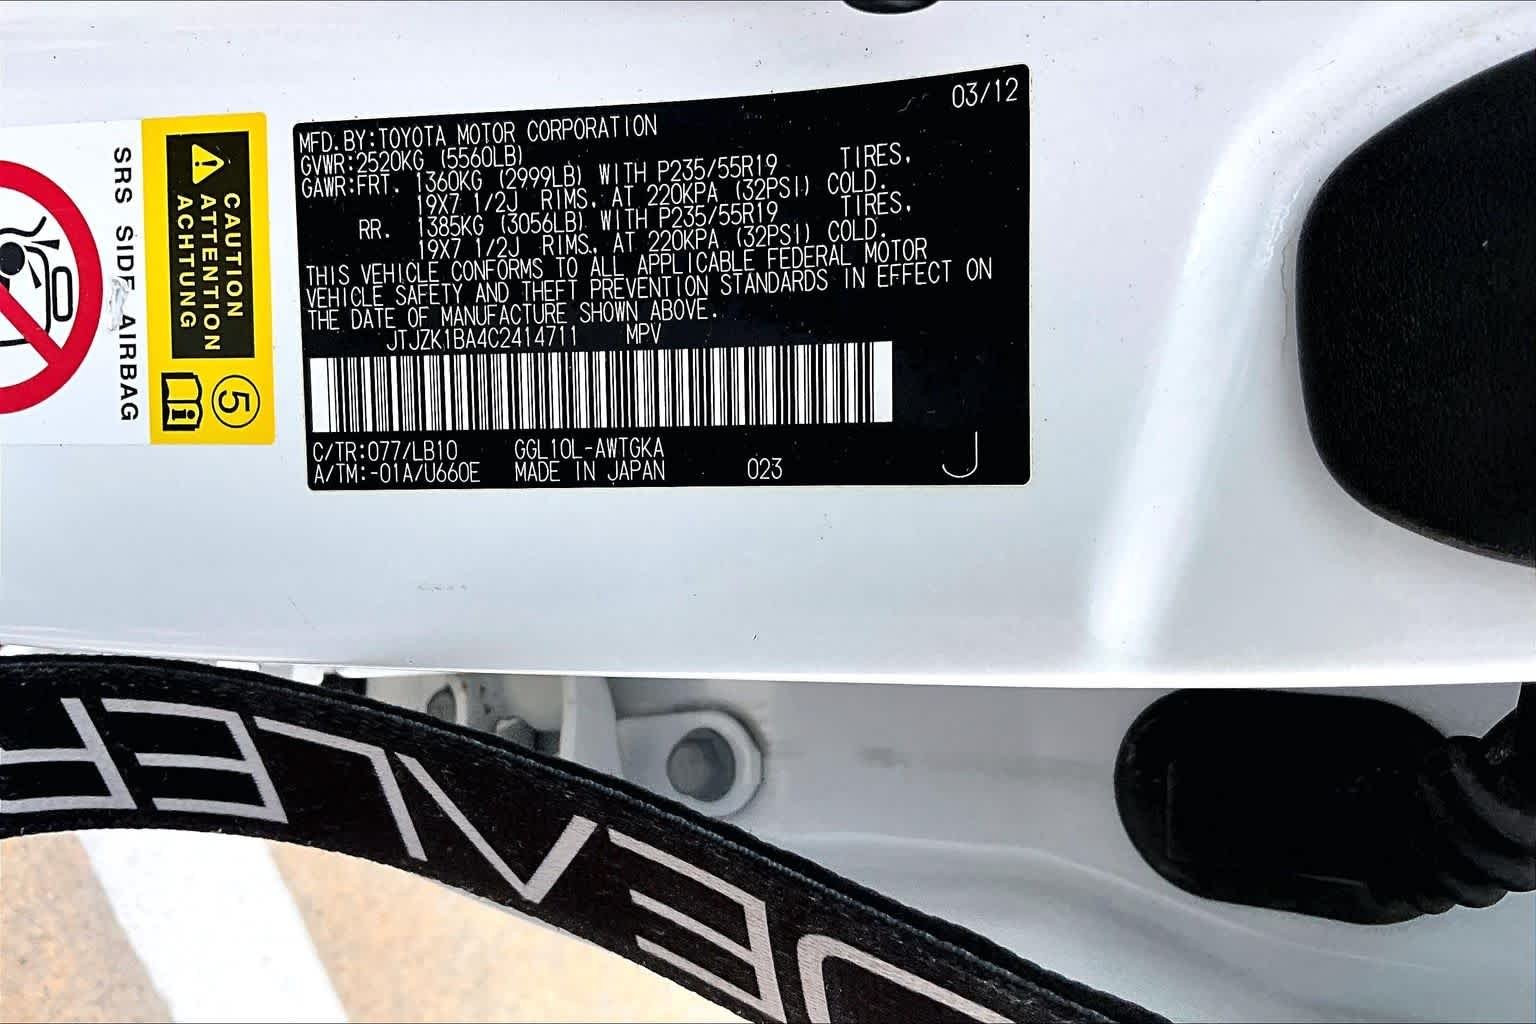 03/12
MFD.BY:TOYOTA MOTOR CORPORATION
GVWR:2520KG (5560LB)
GAWR:FRT. 1360KG (2999LB) WITH P235/55R19 TIRES,
19X7 1/2J RIMS, AT 220KPA (32PSI) COLD.
RR. 1385KG (3056LB) WITH P235/55R19 TIRES,
19X7 1/2J RIMS, AT 220KPA (32PSI) COLD.
THIS VEHICLE CONFORMS TO ALL APPLICABLE FEDERAL MOTOR
VEHICLE SAFETY AND THEFT PREVENTION STANDARDS IN EFFECT ON
THE DATE OF MANUFACTURE SHOWN ABOVE.
JTJZK1BA4C2414711 MPV
C/TR:077/LB10 GGL10L-AWTGKA
A/TM:-01A/U660E MADE IN JAPAN 023 J
CAUTION
ATTENTION
ACHTUNG
5
SRS SIDE AIRBAG